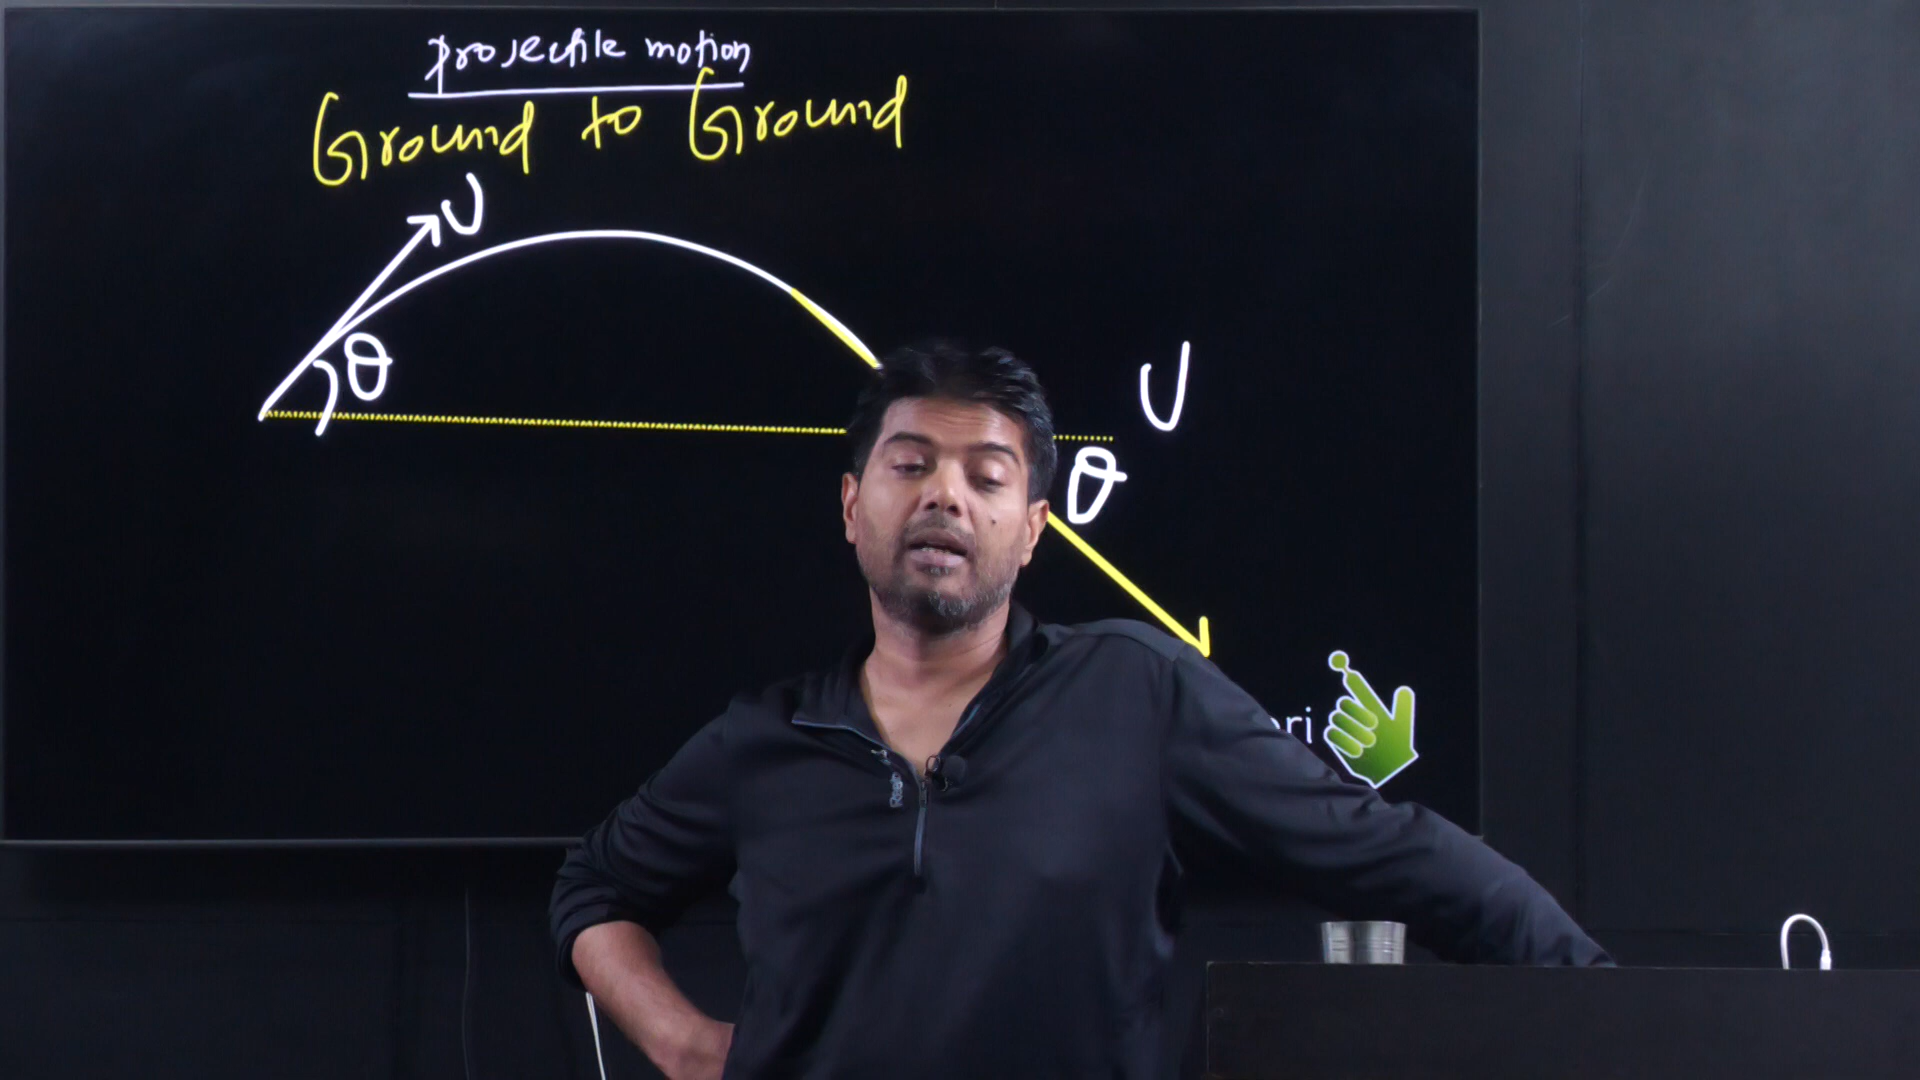 projectile motion
Ground to Ground
U
θ
U
θ